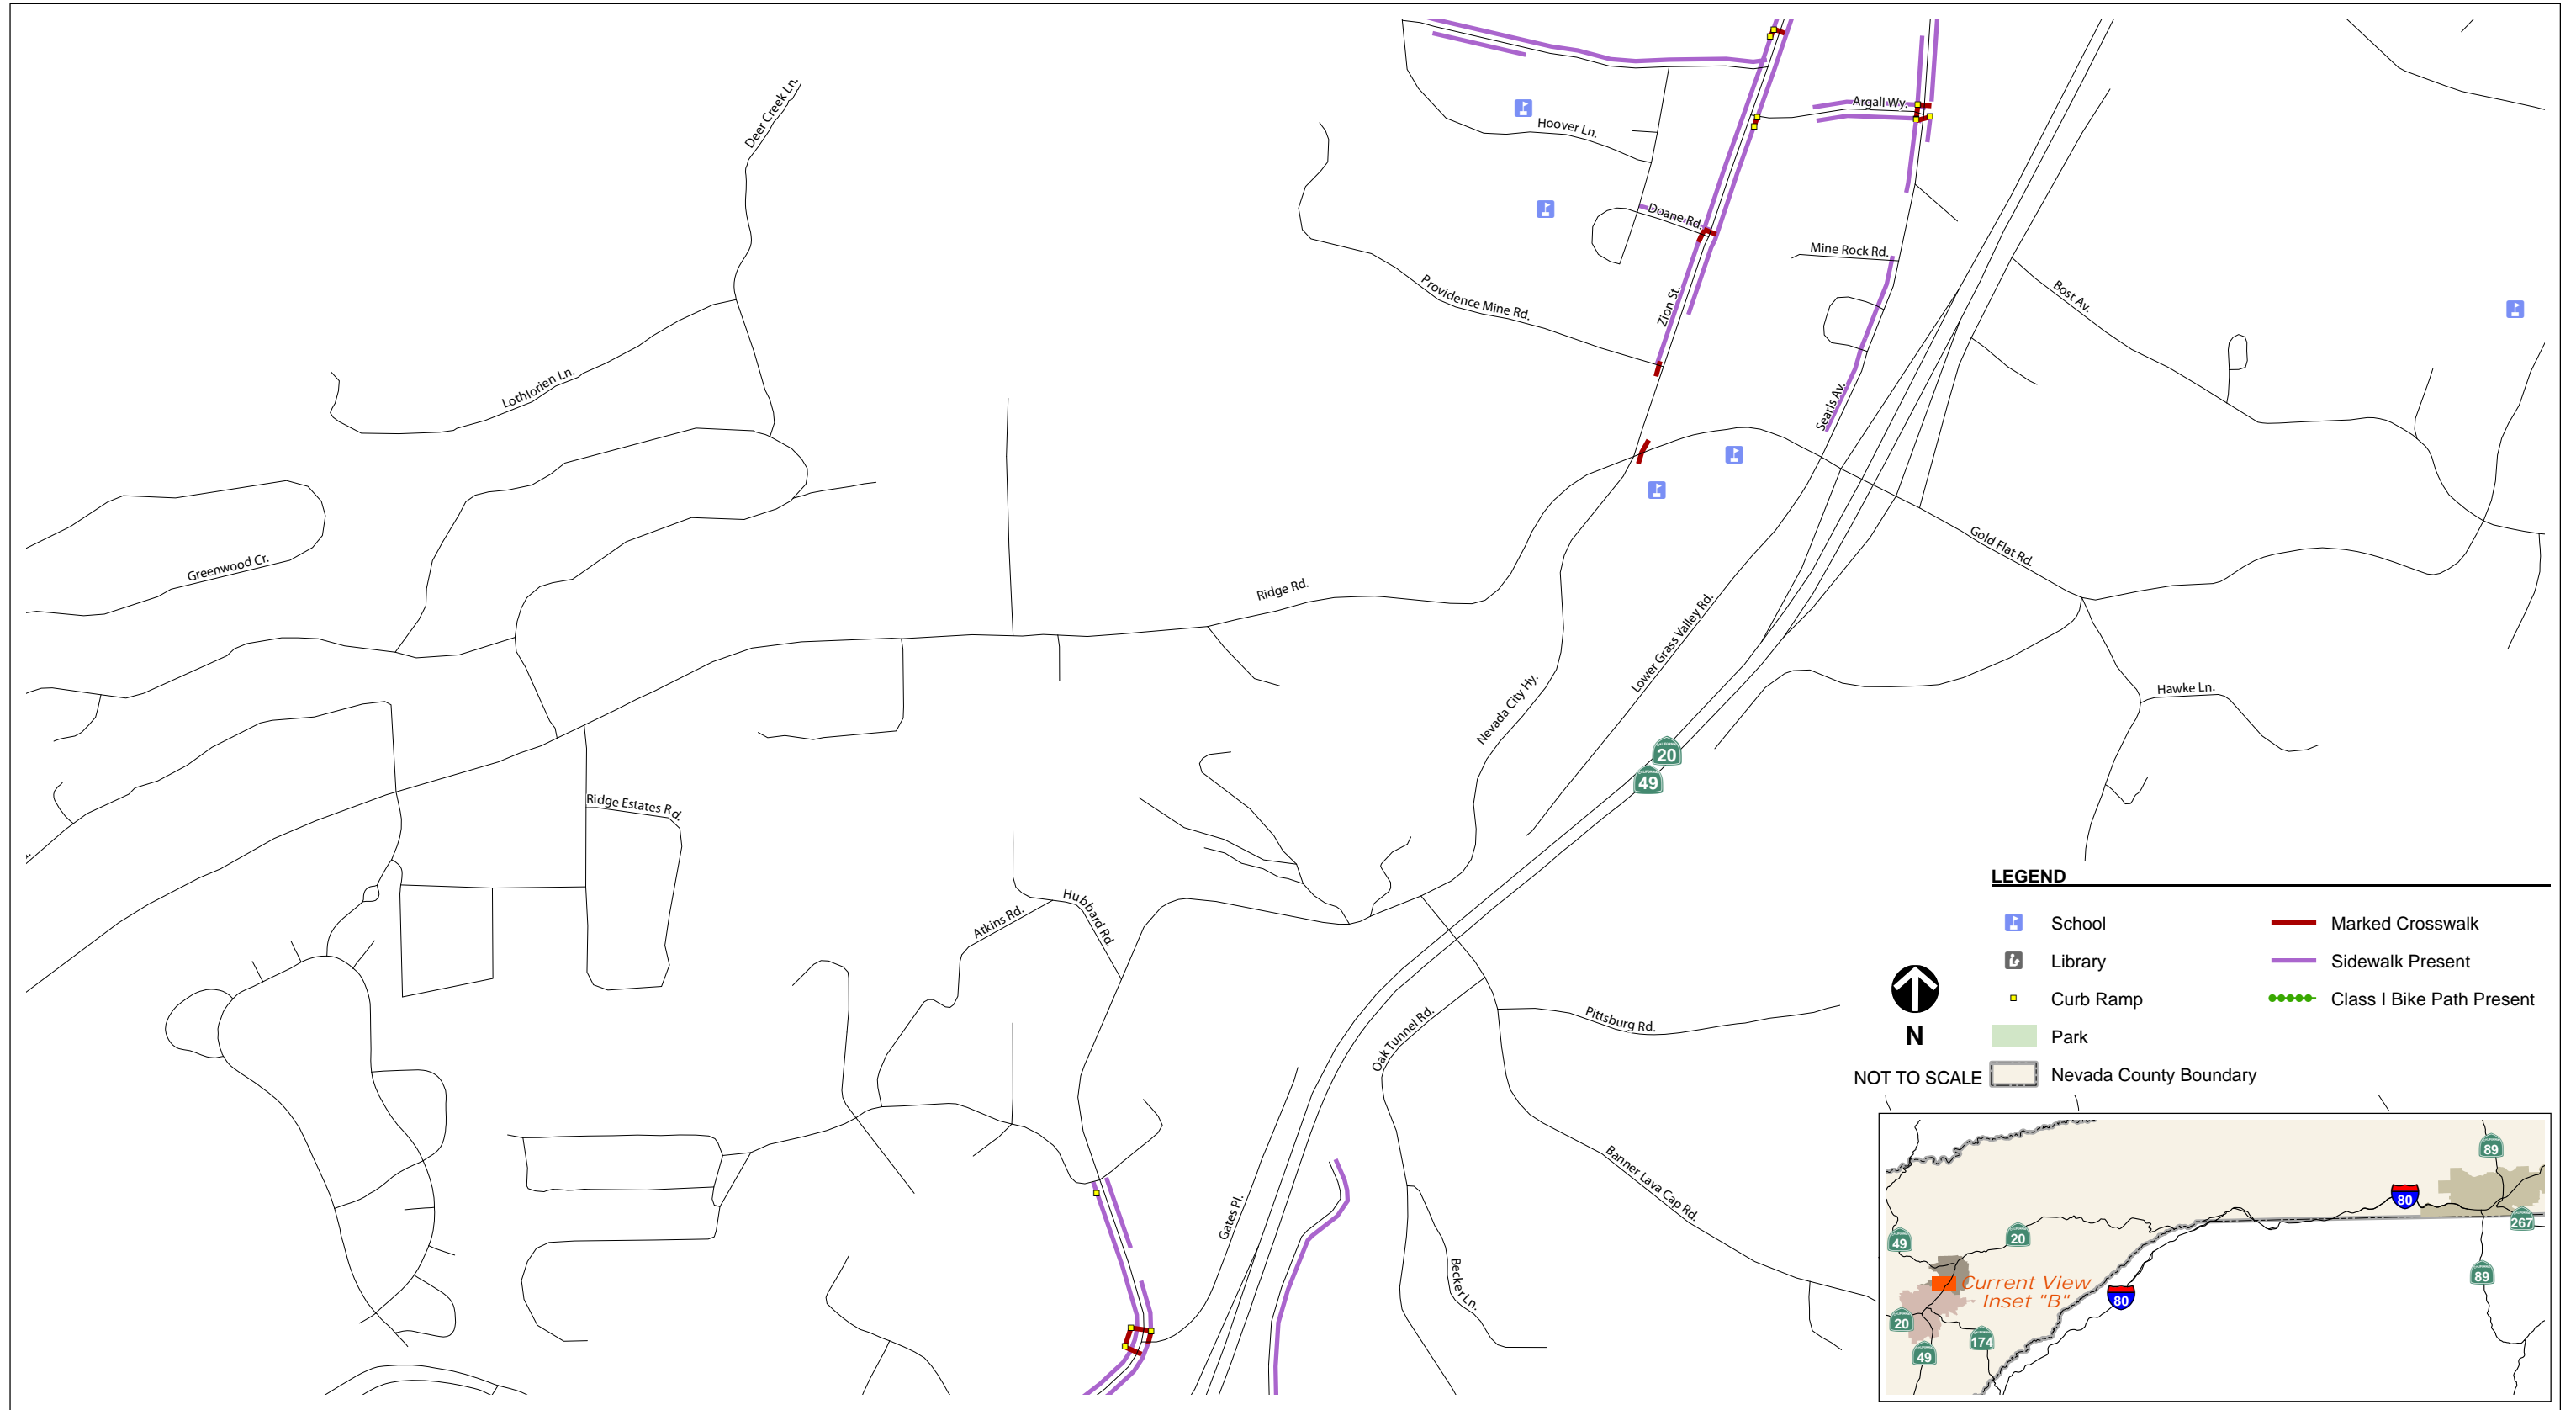 Deer Creek Ln.
Argall Wy.
Hoover Ln.
Doane Rd.
Mine Rock Rd.
Providence Mine Rd.
Zion St.
Bost Av.
Lothlorien Ln.
Searls Av.
Greenwood Cr.
Gold Flat Rd.
Ridge Rd.
Lower Grass Valley Rd.
Nevada City Hy.
Hawke Ln.
CALIFORNIA
20
CALIFORNIA
49
Ridge Estates Rd.
Hubbard Rd.
Atkins Rd.
Oak Tunnel Rd.
Pittsburg Rd.
Banner Lava Cap Rd.
Gates Pl.
Becker Ln.
LEGEND
School
Marked Crosswalk
Library
Sidewalk Present
Curb Ramp
Class I Bike Path Present
Park
Nevada County Boundary
N
NOT TO SCALE
89
80
267
49
20
89
Current View
Inset "B"
80
20
174
49